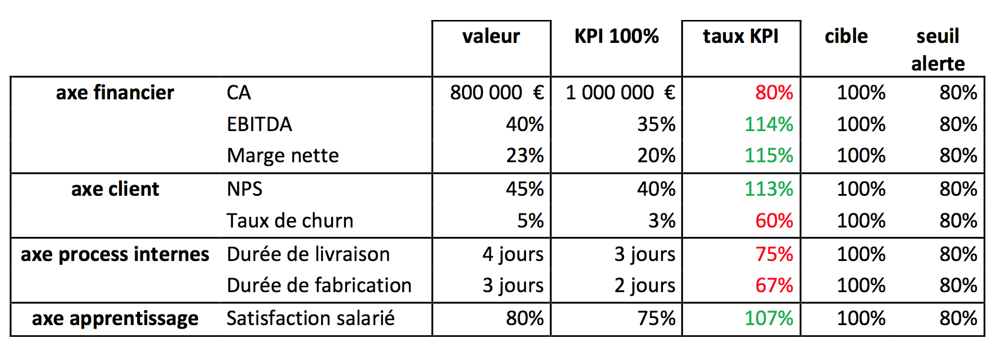 valeur KPI 100% taux KPI cible seuil
alerte
axe financier CA 800 000 € 1 000 000 € 80% 100% 80%
EBITDA 40% 35% 114% 100% 80%
Marge nette 23% 20% 115% 100% 80%
axe client NPS 45% 40% 113% 100% 80%
Taux de churn 5% 3% 60% 100% 80%
axe process internes Durée de livraison 4 jours 3 jours 75% 100% 80%
Durée de fabrication 3 jours 2 jours 67% 100% 80%
axe apprentissage Satisfaction salarié 80% 75% 107% 100% 80%